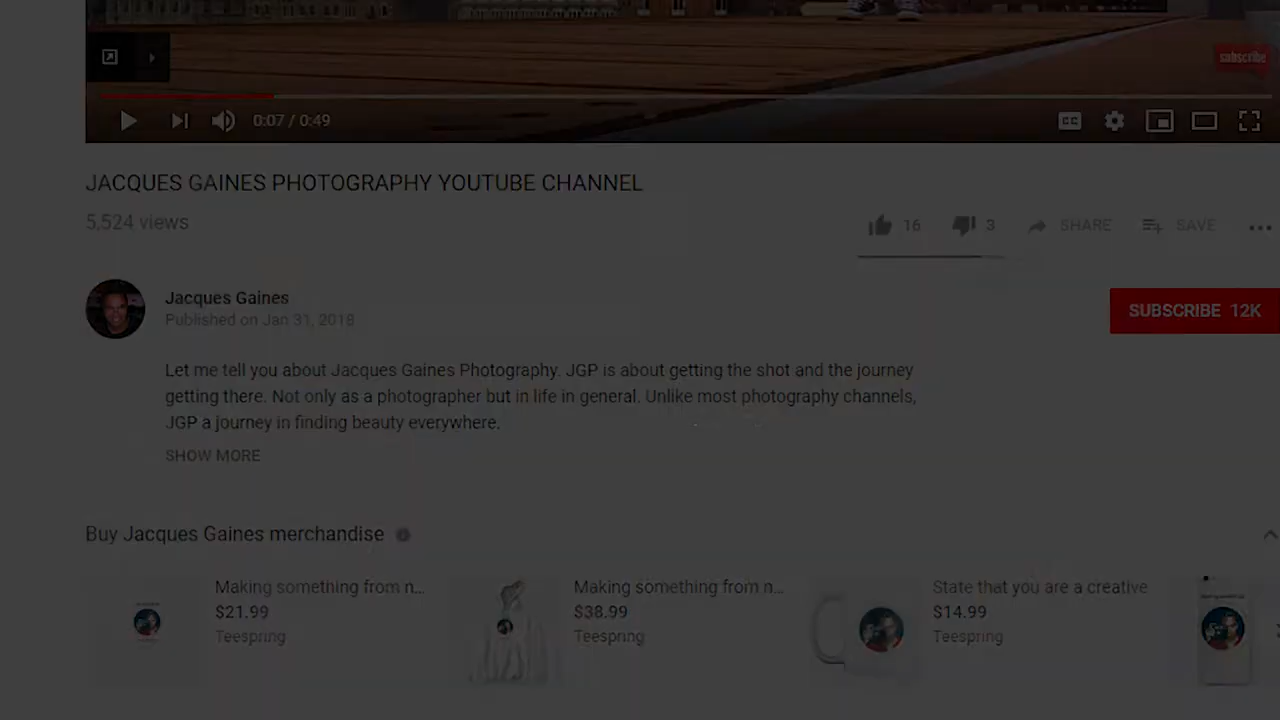 subscribe
0:07 / 0:49
CC
JACQUES GAINES PHOTOGRAPHY YOUTUBE CHANNEL
5,524 views
16
3
SHARE
SAVE
Jacques Gaines
Published on Jan 31, 2018
SUBSCRIBE 12K
Let me tell you about Jacques Gaines Photography. JGP is about getting the shot and the journey
getting there. Not only as a photographer but in life in general. Unlike most photography channels,
JGP a journey in finding beauty everywhere.
SHOW MORE
Buy Jacques Gaines merchandise
Making something from n...
$21.99
Teespring
Making something from n...
$38.99
Teespring
State that you are a creative
$14.99
Teespring